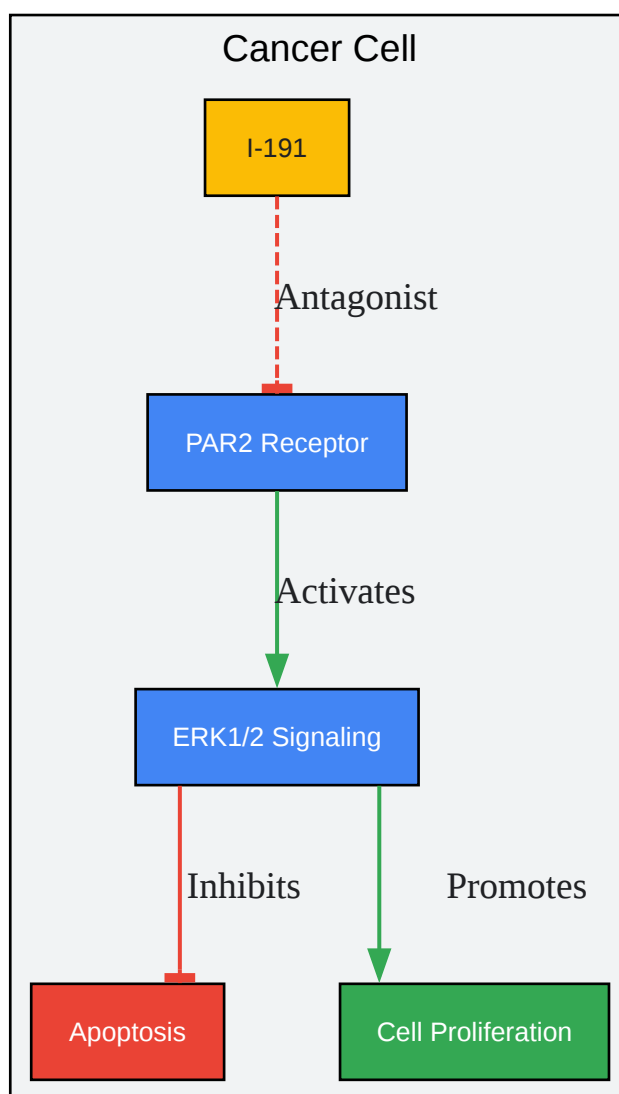 Cancer Cell
I-191
Antagonist
PAR2 Receptor
Activates
ERK1/2 Signaling
Inhibits
Promotes
Apoptosis
Cell Proliferation